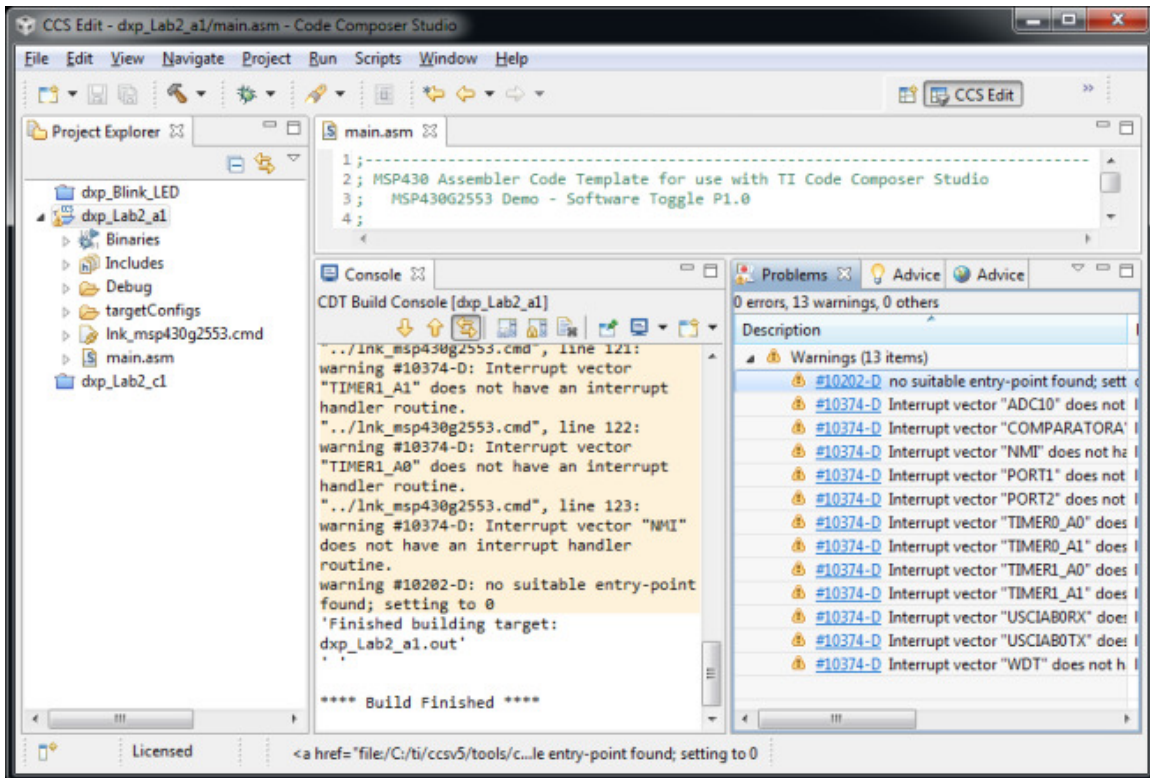 CCS Edit - dxp_Lab2_a1/main.asm - Code Composer Studio
File Edit View Navigate Project Run Scripts Window Help
CCS Edit
Project Explorer
dxp_Blink_LED
dxp_Lab2_a1
Binaries
Includes
Debug
targetConfigs
lnk_msp430g2553.cmd
main.asm
dxp_Lab2_c1
main.asm
1 ;-------------------------------------------------------------------------------
2 ; MSP430 Assembler Code Template for use with TI Code Composer Studio
3 ;   MSP430G2553 Demo - Software Toggle P1.0
4 ;
Console
CDT Build Console [dxp_Lab2_a1]
"../lnk_msp430g2553.cmd", line 121:
warning #10374-D: Interrupt vector
"TIMER1_A1" does not have an interrupt
handler routine.
"../lnk_msp430g2553.cmd", line 122:
warning #10374-D: Interrupt vector
"TIMER1_A0" does not have an interrupt
handler routine.
"../lnk_msp430g2553.cmd", line 123:
warning #10374-D: Interrupt vector "NMI"
does not have an interrupt handler
routine.
warning #10202-D: no suitable entry-point
found; setting to 0
'Finished building target:
dxp_Lab2_a1.out'
' '
**** Build Finished ****
Problems Advice Advice
0 errors, 13 warnings, 0 others
Description
Warnings (13 items)
#10202-D no suitable entry-point found; sett
#10374-D Interrupt vector "ADC10" does not
#10374-D Interrupt vector "COMPARATORA"
#10374-D Interrupt vector "NMI" does not ha
#10374-D Interrupt vector "PORT1" does not
#10374-D Interrupt vector "PORT2" does not
#10374-D Interrupt vector "TIMER0_A0" does
#10374-D Interrupt vector "TIMER0_A1" does
#10374-D Interrupt vector "TIMER1_A0" does
#10374-D Interrupt vector "TIMER1_A1" does
#10374-D Interrupt vector "USCIAB0RX" does
#10374-D Interrupt vector "USCIAB0TX" does
#10374-D Interrupt vector "WDT" does not h
Licensed
<a href="file:/C:/ti/ccsv5/tools/c...le entry-point found; setting to 0